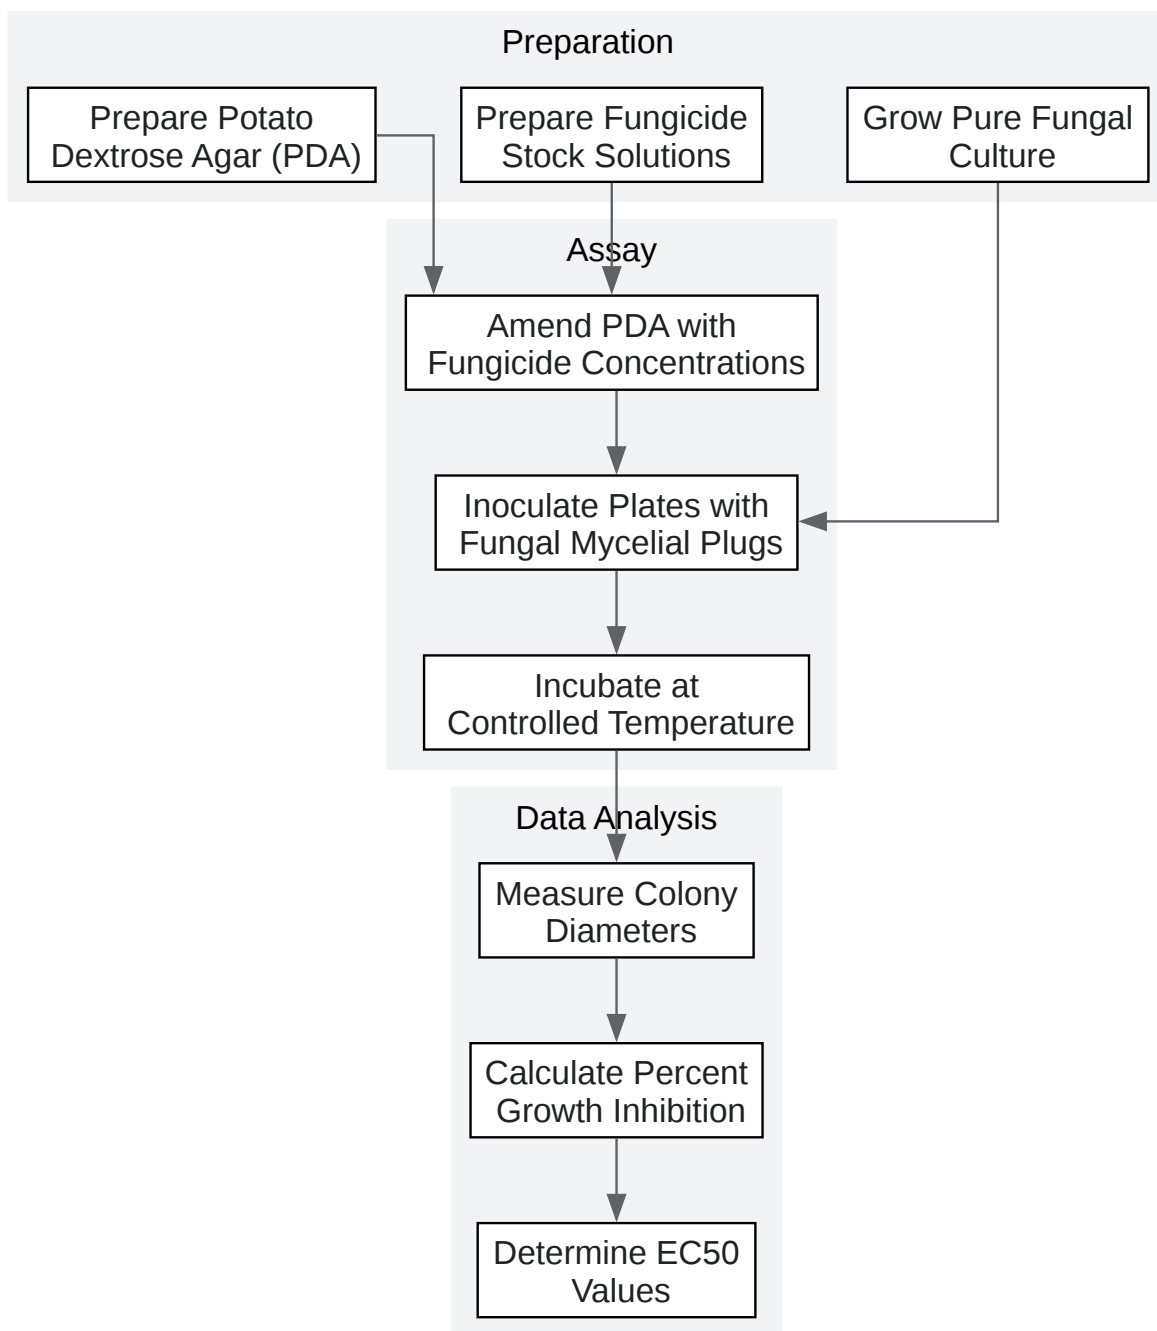 Preparation
Prepare Potato
Dextrose Agar (PDA)
Prepare Fungicide
Stock Solutions
Grow Pure Fungal
Culture
Assay
Amend PDA with
Fungicide Concentrations
Inoculate Plates with
Fungal Mycelial Plugs
Incubate at
Controlled Temperature
Data Analysis
Measure Colony
Diameters
Calculate Percent
Growth Inhibition
Determine EC50
Values